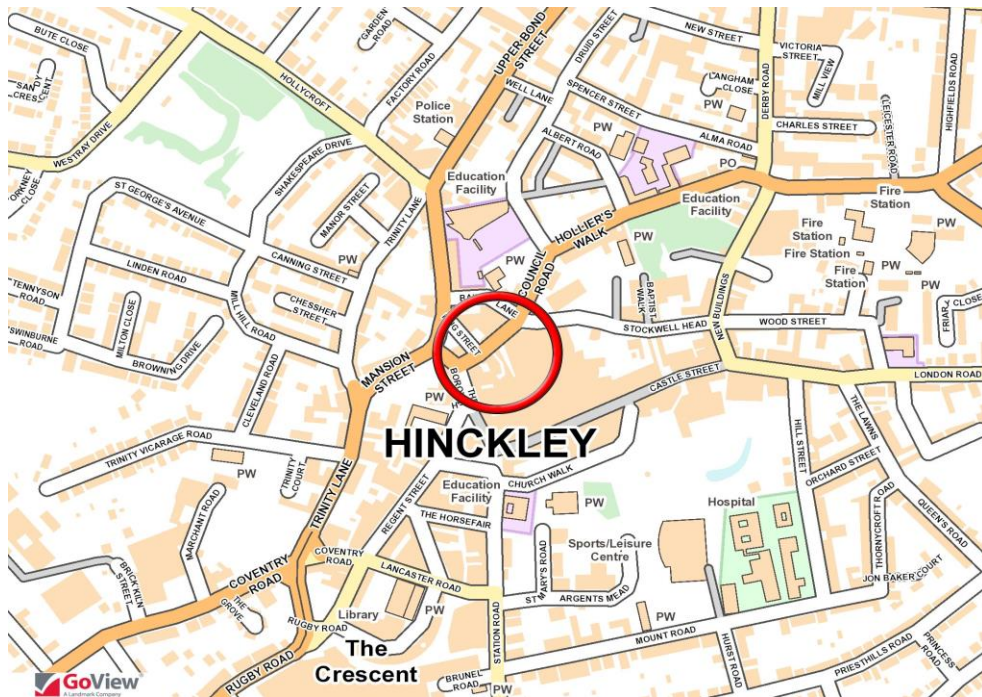 BUTE CLOSE
SANDY
CRESCENT
ORKNEY
CLOSE
WESTRAY DRIVE
HOLLYCROFT
GARDEN
ROAD
FACTORY ROAD
UPPER-BOND
STREET
DRUID STREET
NEW STREET
VICTORIA
STREET
MILL VIEW
LANGHAM
CLOSE
DERBY ROAD
HIGHFIELDS ROAD
LEICESTER ROAD
CHARLES STREET
WELL LANE
SPENCER STREET
Police
Station
PW
PW
ALBERT ROAD
ALMA ROAD
PO
SHAKESPEARE DRIVE
ST GEORGE'S AVENUE
MANOR STREET
TRINITY LANE
Education
Facility
HOLLIER'S
WALK
Education
Facility
Fire
Station
Fire
Station
Fire Station
Fire
Station
PW
PW
PW
PW
CANNING STREET
LINDEN ROAD
COUNCIL
ROAD
LANE
BAPTIST
WALK
NEW BUILDINGS
CHESSHER
STREET
MILL HILL ROAD
TENNYSON
ROAD
SWINBURNE
ROAD
MILTON CLOSE
BROWNING DRIVE
CLEVELAND ROAD
MANSION
STREET
G STREET
THE
BORO
STOCKWELL HEAD
WOOD STREET
FRIAR
CLOSE
CASTLE STREET
LONDON ROAD
PW
HINCKLEY
THE LAWNS
HILL STREET
ORCHARD STREET
TRINITY VICARAGE ROAD
PW
TRINITY
COURT
MARCHANT ROAD
TRINITY LANE
REGENT STREET
Education
Facility
CHURCH WALK
PW
THE HORSEFAIR
Hospital
THORNYCROFT ROAD
QUEEN'S ROAD
Sports/Leisure
Centre
ST MARY'S ROAD
ARGENTS MEAD
JON BAKER COURT
BRICK KILN
STREET
COVENTRY
ROAD
THE
GROVE
COVENTRY
ROAD
LANCASTER ROAD
Library
PW
RUGBY ROAD
RUGBY ROAD
The
Crescent
STATION ROAD
PW
MOUNT ROAD
HURST ROAD
PRIESTHILLS ROAD
PRINCESS
ROAD
BRUNEL
ROAD
PW
GoView
A Landmark Company